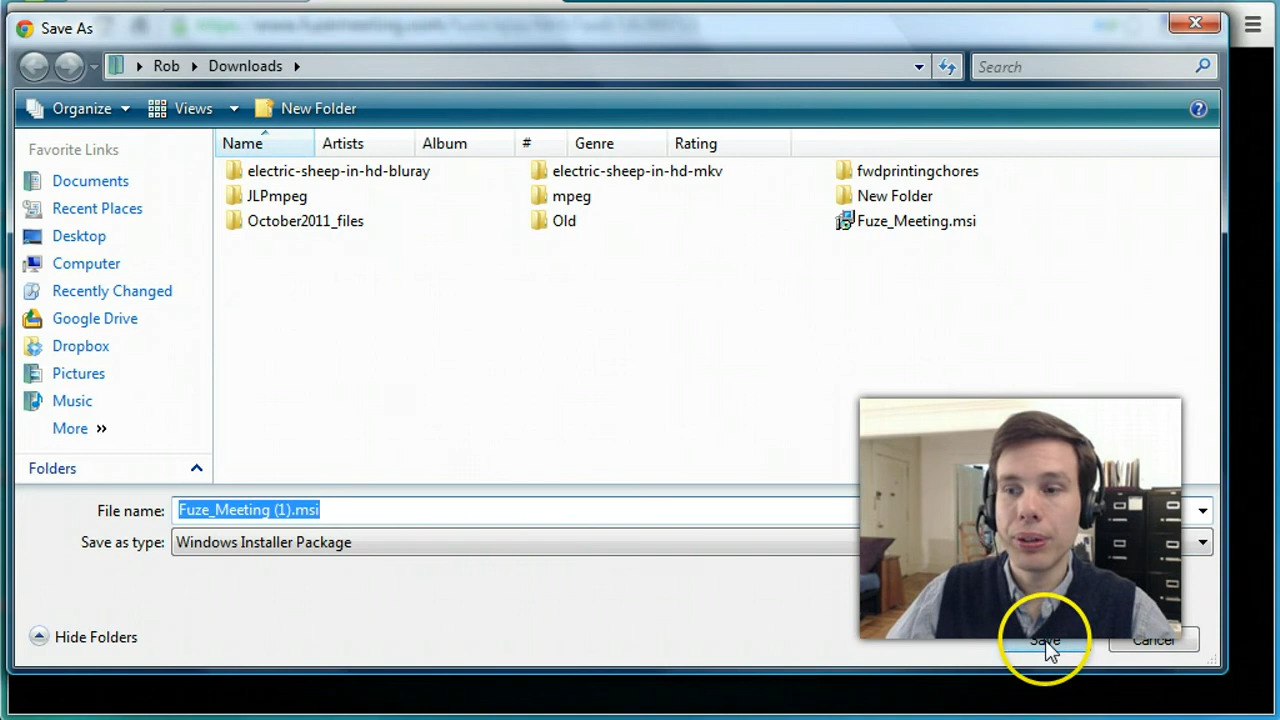 Save As
Rob Downloads
Search
Organize Views New Folder
Favorite Links
Documents
Recent Places
Desktop
Computer
Recently Changed
Google Drive
Dropbox
Pictures
Music
More »
Folders
Name Artists Album # Genre Rating
electric-sheep-in-hd-bluray electric-sheep-in-hd-mkv fwdprintingchores
JLPmpeg mpeg New Folder
October2011_files Old Fuze_Meeting.msi
File name: Fuze_Meeting (1).msi
Save as type: Windows Installer Package
Hide Folders
Save Cancel